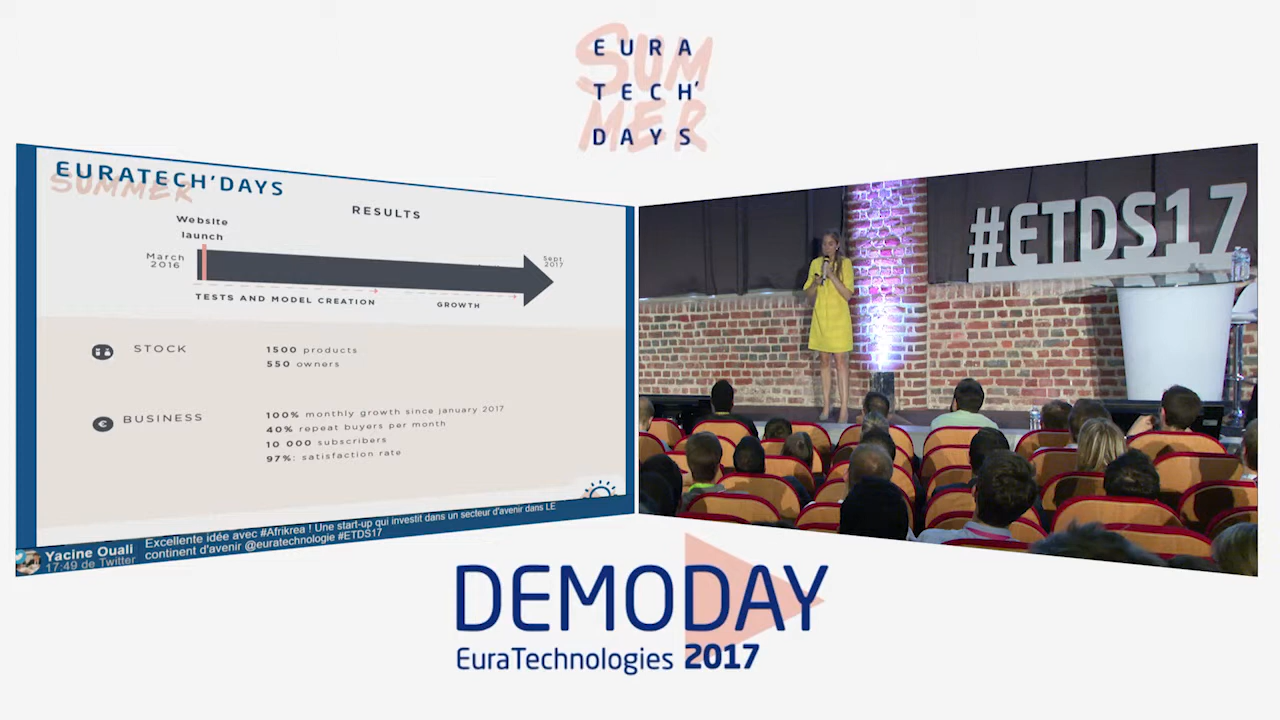 SUMMER
EURA
TECH'
DAYS
EURATECH'DAYS
SUMMER
RESULTS
Website
launch
March
2016
Sept
2017
TESTS AND MODEL CREATION
GROWTH
STOCK
1500 products
550 owners
BUSINESS
100% monthly growth since january 2017
40% repeat buyers per month
10 000 subscribers
97%: satisfaction rate
Yacine Ouali
17:49 de Twitter
Excellente idée avec #Afrikrea ! Une start-up qui investit dans un secteur d'avenir dans LE
continent d'avenir @euratechnologie #ETDS17
#ETDS17
DEMODAY
EuraTechnologies 2017